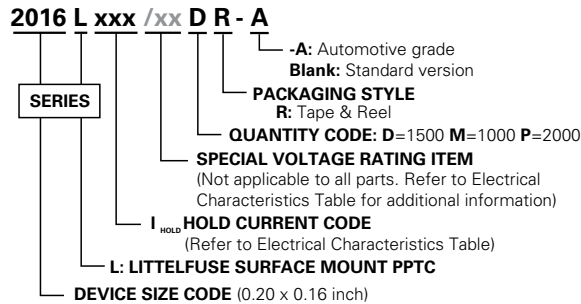 2016 L xxx /xx D R - A
-A: Automotive grade
Blank: Standard version
SERIES
PACKAGING STYLE
R: Tape & Reel
QUANTITY CODE: D=1500 M=1000 P=2000
SPECIAL VOLTAGE RATING ITEM
(Not applicable to all parts. Refer to Electrical
Characteristics Table for additional information)
I HOLD HOLD CURRENT CODE
(Refer to Electrical Characteristics Table)
L: LITTELFUSE SURFACE MOUNT PPTC
DEVICE SIZE CODE (0.20 x 0.16 inch)